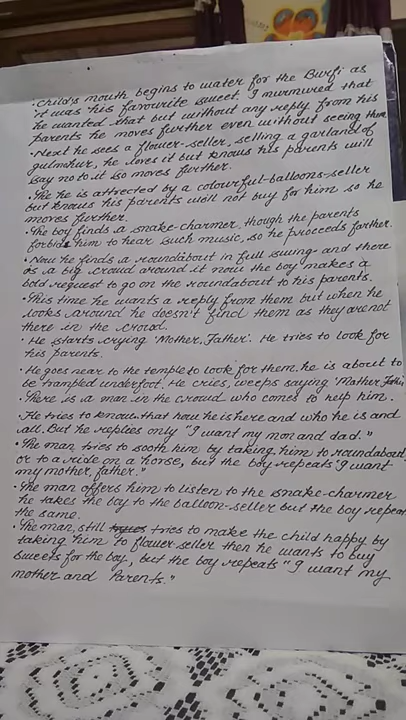 • Child's mouth begins to water for the Burfi as
it was his favourite sweet. I murmured that
he wanted that but without any reply from his
parents he moves further even without seeing them
• Next he sees a flower-seller, selling a garland of
gulmuhur, he loves it but knows his parents will
say no to it so moves further.
• The he is attrected by a colourful-balloons-seller
but knows his parents will not buy for him so he
moves further.
• The boy finds a snake-charmer, though the parents
forbids him to hear such music, so he proceeds farther.
• Now he finds a roundabout in full swing and there
is a big croud around it now the boy makes a
bold request to go on the roundabout to his parents.
• This time he wants a reply from them but when he
looks around he doesn't find them as they are not
there in the croud.
• He starts crying 'Mother, Father'. He tries to look for
his parents.
• He goes near to the temple to look for them. he is about to
be trampled underfoot. He cries, weeps saying 'Mather, Father'
• There is a man in the croud who comes to help him.
• He tries to know that how he is here and who he is and
all. But he replies only "I want my mon and dad."
• The man tries to sooth him by taking him to roundabout
or to a ride on a horse, but the boy repeats "I want
my mother, father."
• The man offers him to listen to the snake-charmer
he takes the boy to the balloon-seller but the boy repeat
the same.
• The man, still tries to make the child happy by
taking him to flower-seller then he wants to buy
sweets for the boy, but the boy repeats "I want my
mother and Parents."